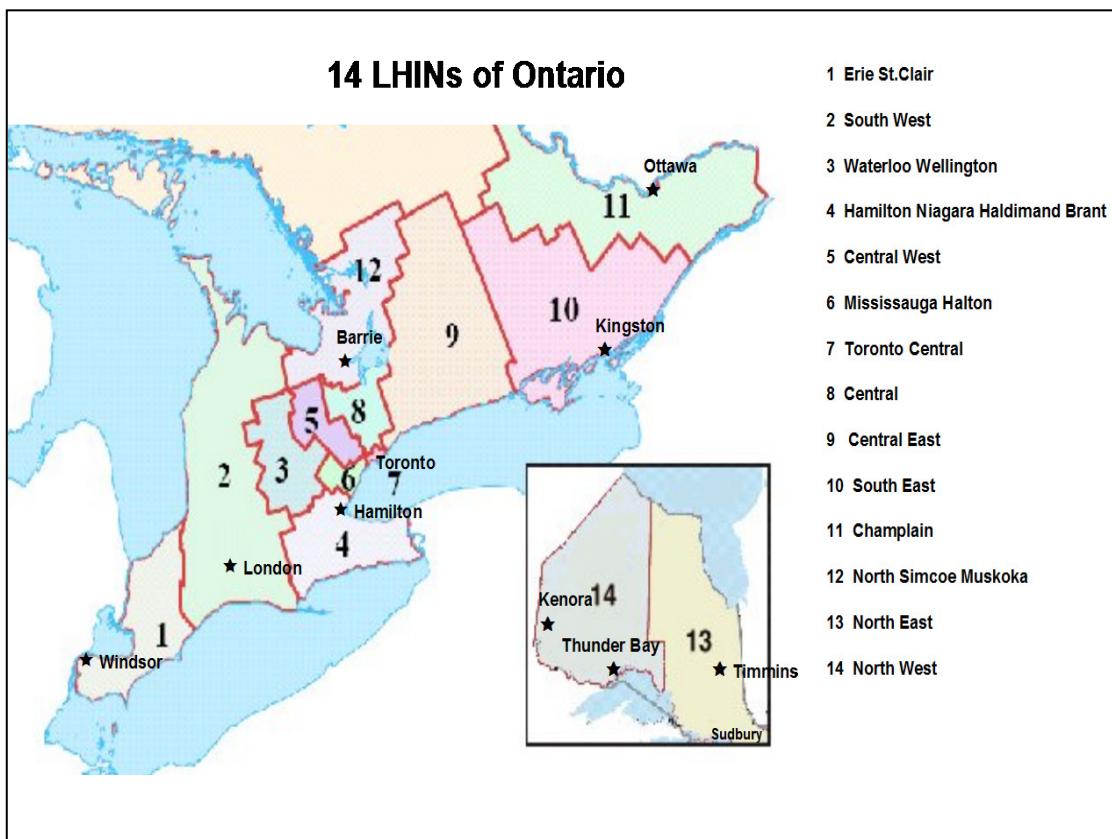 14 LHINs of Ontario
1 Erie St.Clair
2 South West
3 Waterloo Wellington
4 Hamilton Niagara Haldimand Brant
5 Central West
6 Mississauga Halton
7 Toronto Central
8 Central
9 Central East
10 South East
11 Champlain
12 North Simcoe Muskoka
13 North East
14 North West
Ottawa
11
12
10
Kingston
Barrie
9
8
5
2
3
6
Toronto
7
Hamilton
4
London
1
Windsor
Kenora
14
Thunder Bay
13
Timmins
Sudbury